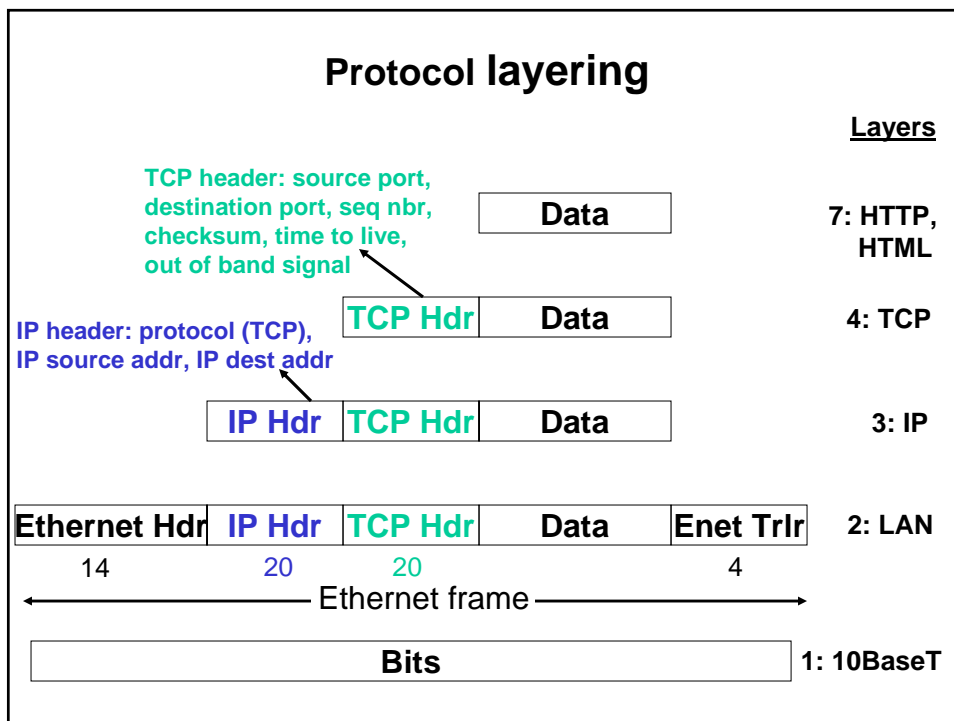 Protocol layering
Layers
TCP header: source port,
destination port, seq nbr,
checksum, time to live,
out of band signal
Data
7: HTTP,
HTML
TCP Hdr Data
4: TCP
IP header: protocol (TCP),
IP source addr, IP dest addr
IP Hdr TCP Hdr Data
3: IP
Ethernet Hdr IP Hdr TCP Hdr Data Enet Trlr
2: LAN
14 20 20 4
Ethernet frame
Bits
1: 10BaseT